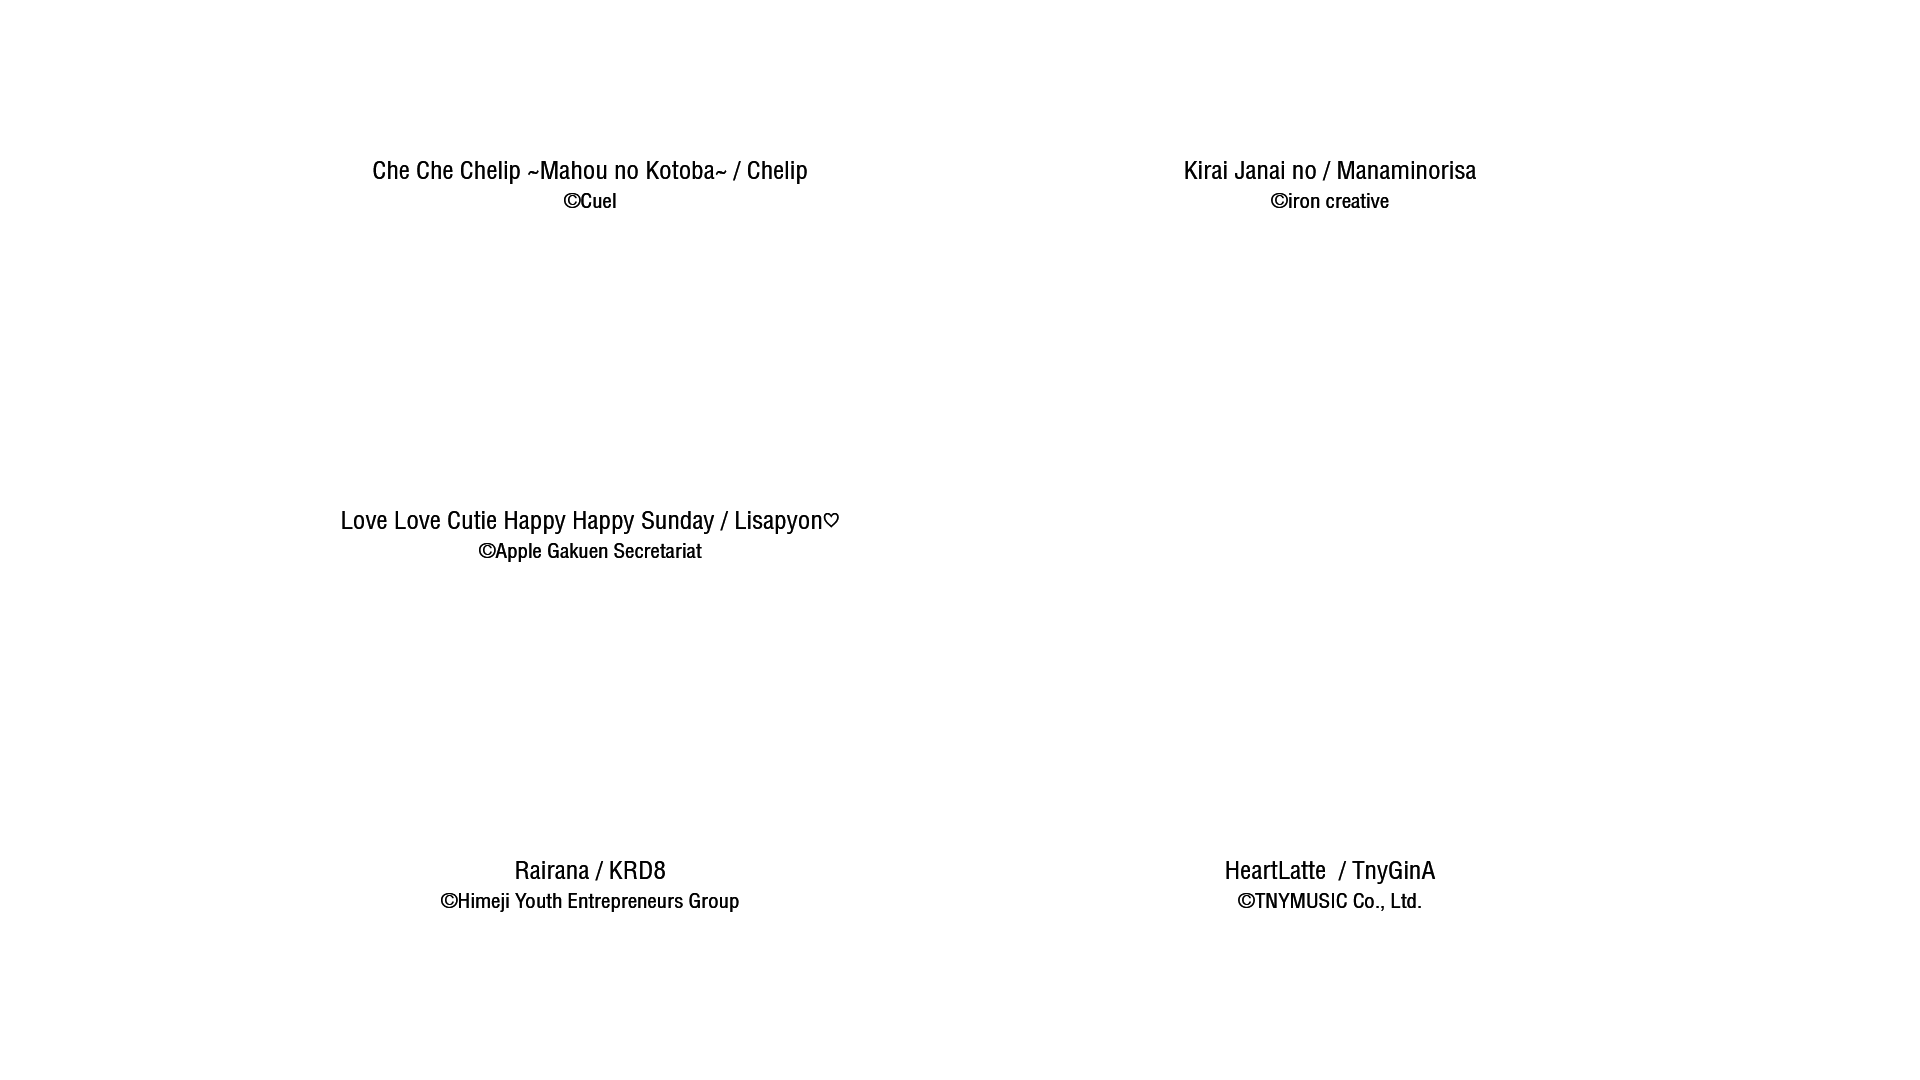 Che Che Chelip ~Mahou no Kotoba~ / Chelip
©Cuel
Kirai Janai no / Manaminorisa
©iron creative
Love Love Cutie Happy Happy Sunday / Lisapyon♡
©Apple Gakuen Secretariat
Rairana / KRD8
©Himeji Youth Entrepreneurs Group
HeartLatte  / TnyGinA
©TNYMUSIC Co., Ltd.